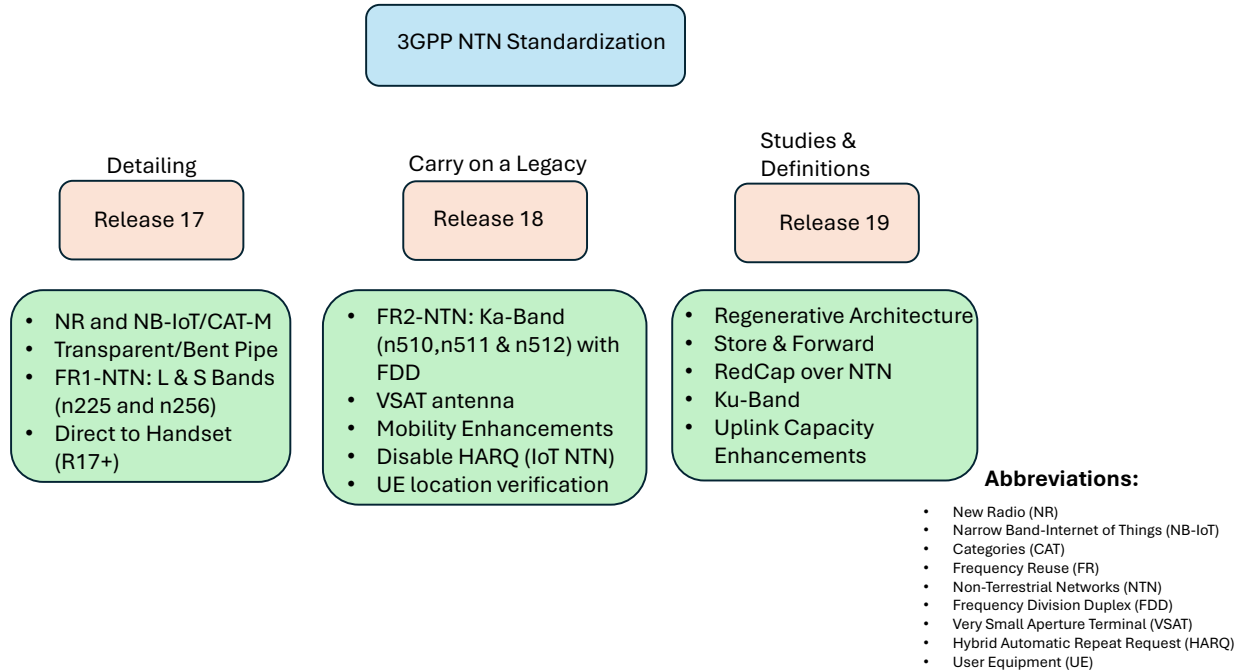 3GPP NTN Standardization
Detailing
Release 17
• NR and NB-IoT/CAT-M
• Transparent/Bent Pipe
• FR1-NTN: L & S Bands
(n225 and n256)
• Direct to Handset
(R17+)
Carry on a Legacy
Release 18
• FR2-NTN: Ka-Band
(n510,n511 & n512) with
FDD
• VSAT antenna
• Mobility Enhancements
• Disable HARQ (IoT NTN)
• UE location verification
Studies &
Definitions
Release 19
• Regenerative Architecture
• Store & Forward
• RedCap over NTN
• Ku-Band
• Uplink Capacity
Enhancements
Abbreviations:
• New Radio (NR)
• Narrow Band-Internet of Things (NB-IoT)
• Categories (CAT)
• Frequency Reuse (FR)
• Non-Terrestrial Networks (NTN)
• Frequency Division Duplex (FDD)
• Very Small Aperture Terminal (VSAT)
• Hybrid Automatic Repeat Request (HARQ)
• User Equipment (UE)